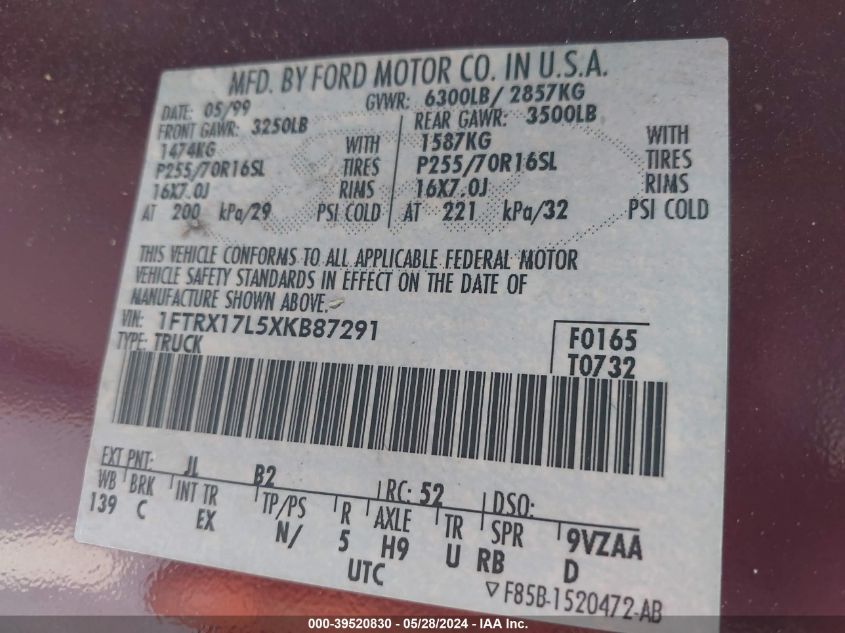 MFD. BY FORD MOTOR CO. IN U.S.A.
DATE: 05/99 GVWR: 6300LB/ 2857KG
FRONT GAWR: 3250LB REAR GAWR: 3500LB
1474KG WITH 1587KG WITH
P255/70R16SL TIRES P255/70R16SL TIRES
16X7.0J RIMS 16X7.0J RIMS
AT 200 kPa/29 PSI COLD AT 221 kPa/32 PSI COLD
THIS VEHICLE CONFORMS TO ALL APPLICABLE FEDERAL MOTOR
VEHICLE SAFETY STANDARDS IN EFFECT ON THE DATE OF
MANUFACTURE SHOWN ABOVE.
VIN: 1FTRX17L5XKB87291 F0165
TYPE: TRUCK T0732
EXT PNT: JL B2 RC: 52 DSO:
WB BRK INT TR TP/PS R AXLE TR SPR 9VZAA
139 C EX N/ 5 H9 U RB D
UTC ▽F85B-1520472-AB
000-39520830 - 05/28/2024 - IAA, Inc.